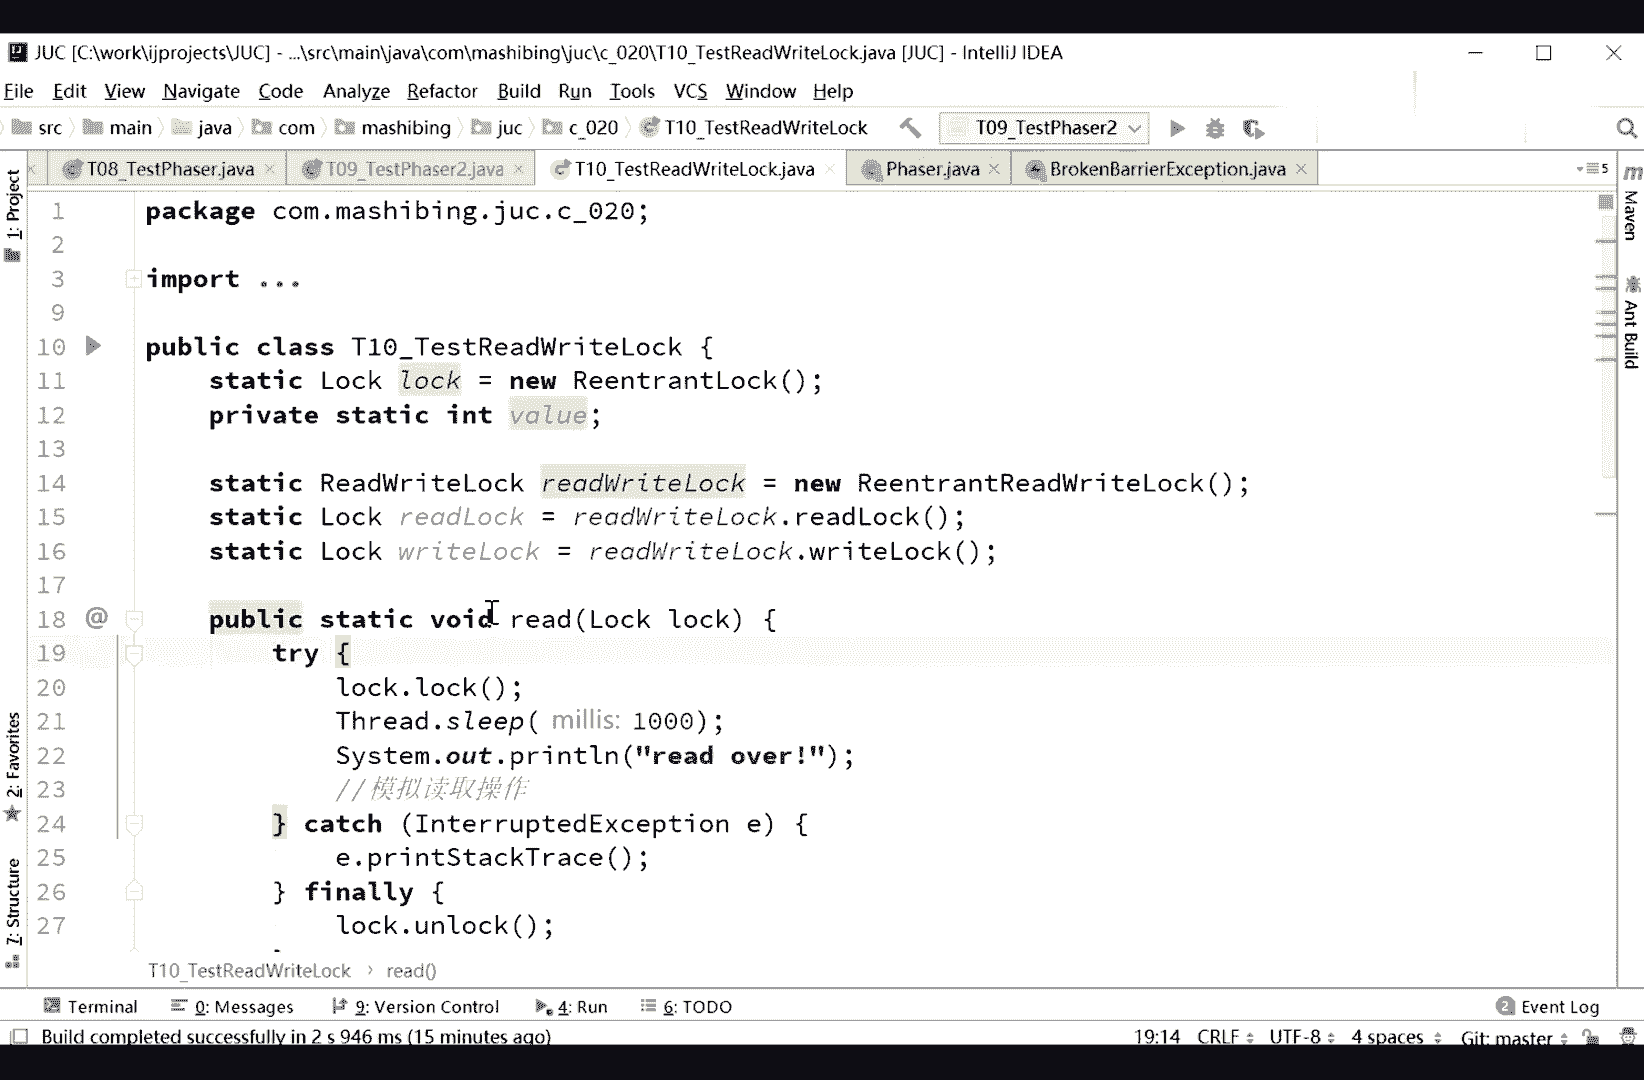 JUC [C:\work\ijprojects\JUC] - ...\src\main\java\com\mashibing\juc\c_020\T10_TestReadWriteLock.java [JUC] - IntelliJ IDEA
File Edit View Navigate Code Analyze Refactor Build Run Tools VCS Window Help
src main java com mashibing juc c_020 T10_TestReadWriteLock T09_TestPhaser2
T08_TestPhaser.java T09_TestPhaser2.java T10_TestReadWriteLock.java Phaser.java BrokenBarrierException.java 5
1: Project
2: Favorites
7: Structure
Maven
Ant Build
1 package com.mashibing.juc.c_020;
2
3 import ...
9
10 public class T10_TestReadWriteLock {
11 static Lock lock = new ReentrantLock();
12 private static int value;
13
14 static ReadWriteLock readWriteLock = new ReentrantReadWriteLock();
15 static Lock readLock = readWriteLock.readLock();
16 static Lock writeLock = readWriteLock.writeLock();
17
18 @ public static void read(Lock lock) {
19 try {
20 lock.lock();
21 Thread.sleep( millis: 1000);
22 System.out.println("read over!");
23 //模拟读取操作
24 } catch (InterruptedException e) {
25 e.printStackTrace();
26 } finally {
27 lock.unlock();
T10_TestReadWriteLock › read()
Terminal 0: Messages 9: Version Control 4: Run 6: TODO 2 Event Log
Build completed successfully in 2 s 946 ms (15 minutes ago) 19:14 CRLF UTF-8 4 spaces Git: master